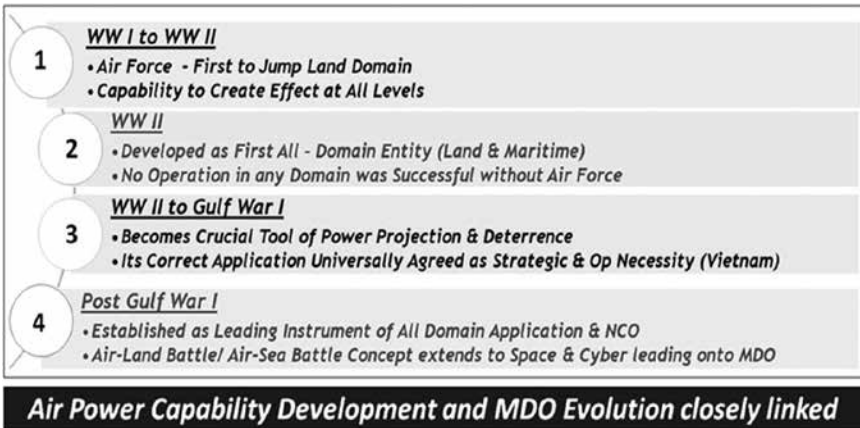 1
WW I to WW II
• Air Force - First to Jump Land Domain
• Capability to Create Effect at All Levels
2
WW II
• Developed as First All - Domain Entity (Land & Maritime)
• No Operation in any Domain was Successful without Air Force
3
WW II to Gulf War I
• Becomes Crucial Tool of Power Projection & Deterrence
• Its Correct Application Universally Agreed as Strategic & Op Necessity (Vietnam)
4
Post Gulf War I
• Established as Leading Instrument of All Domain Application & NCO
• Air-Land Battle/ Air-Sea Battle Concept extends to Space & Cyber leading onto MDO
Air Power Capability Development and MDO Evolution closely linked